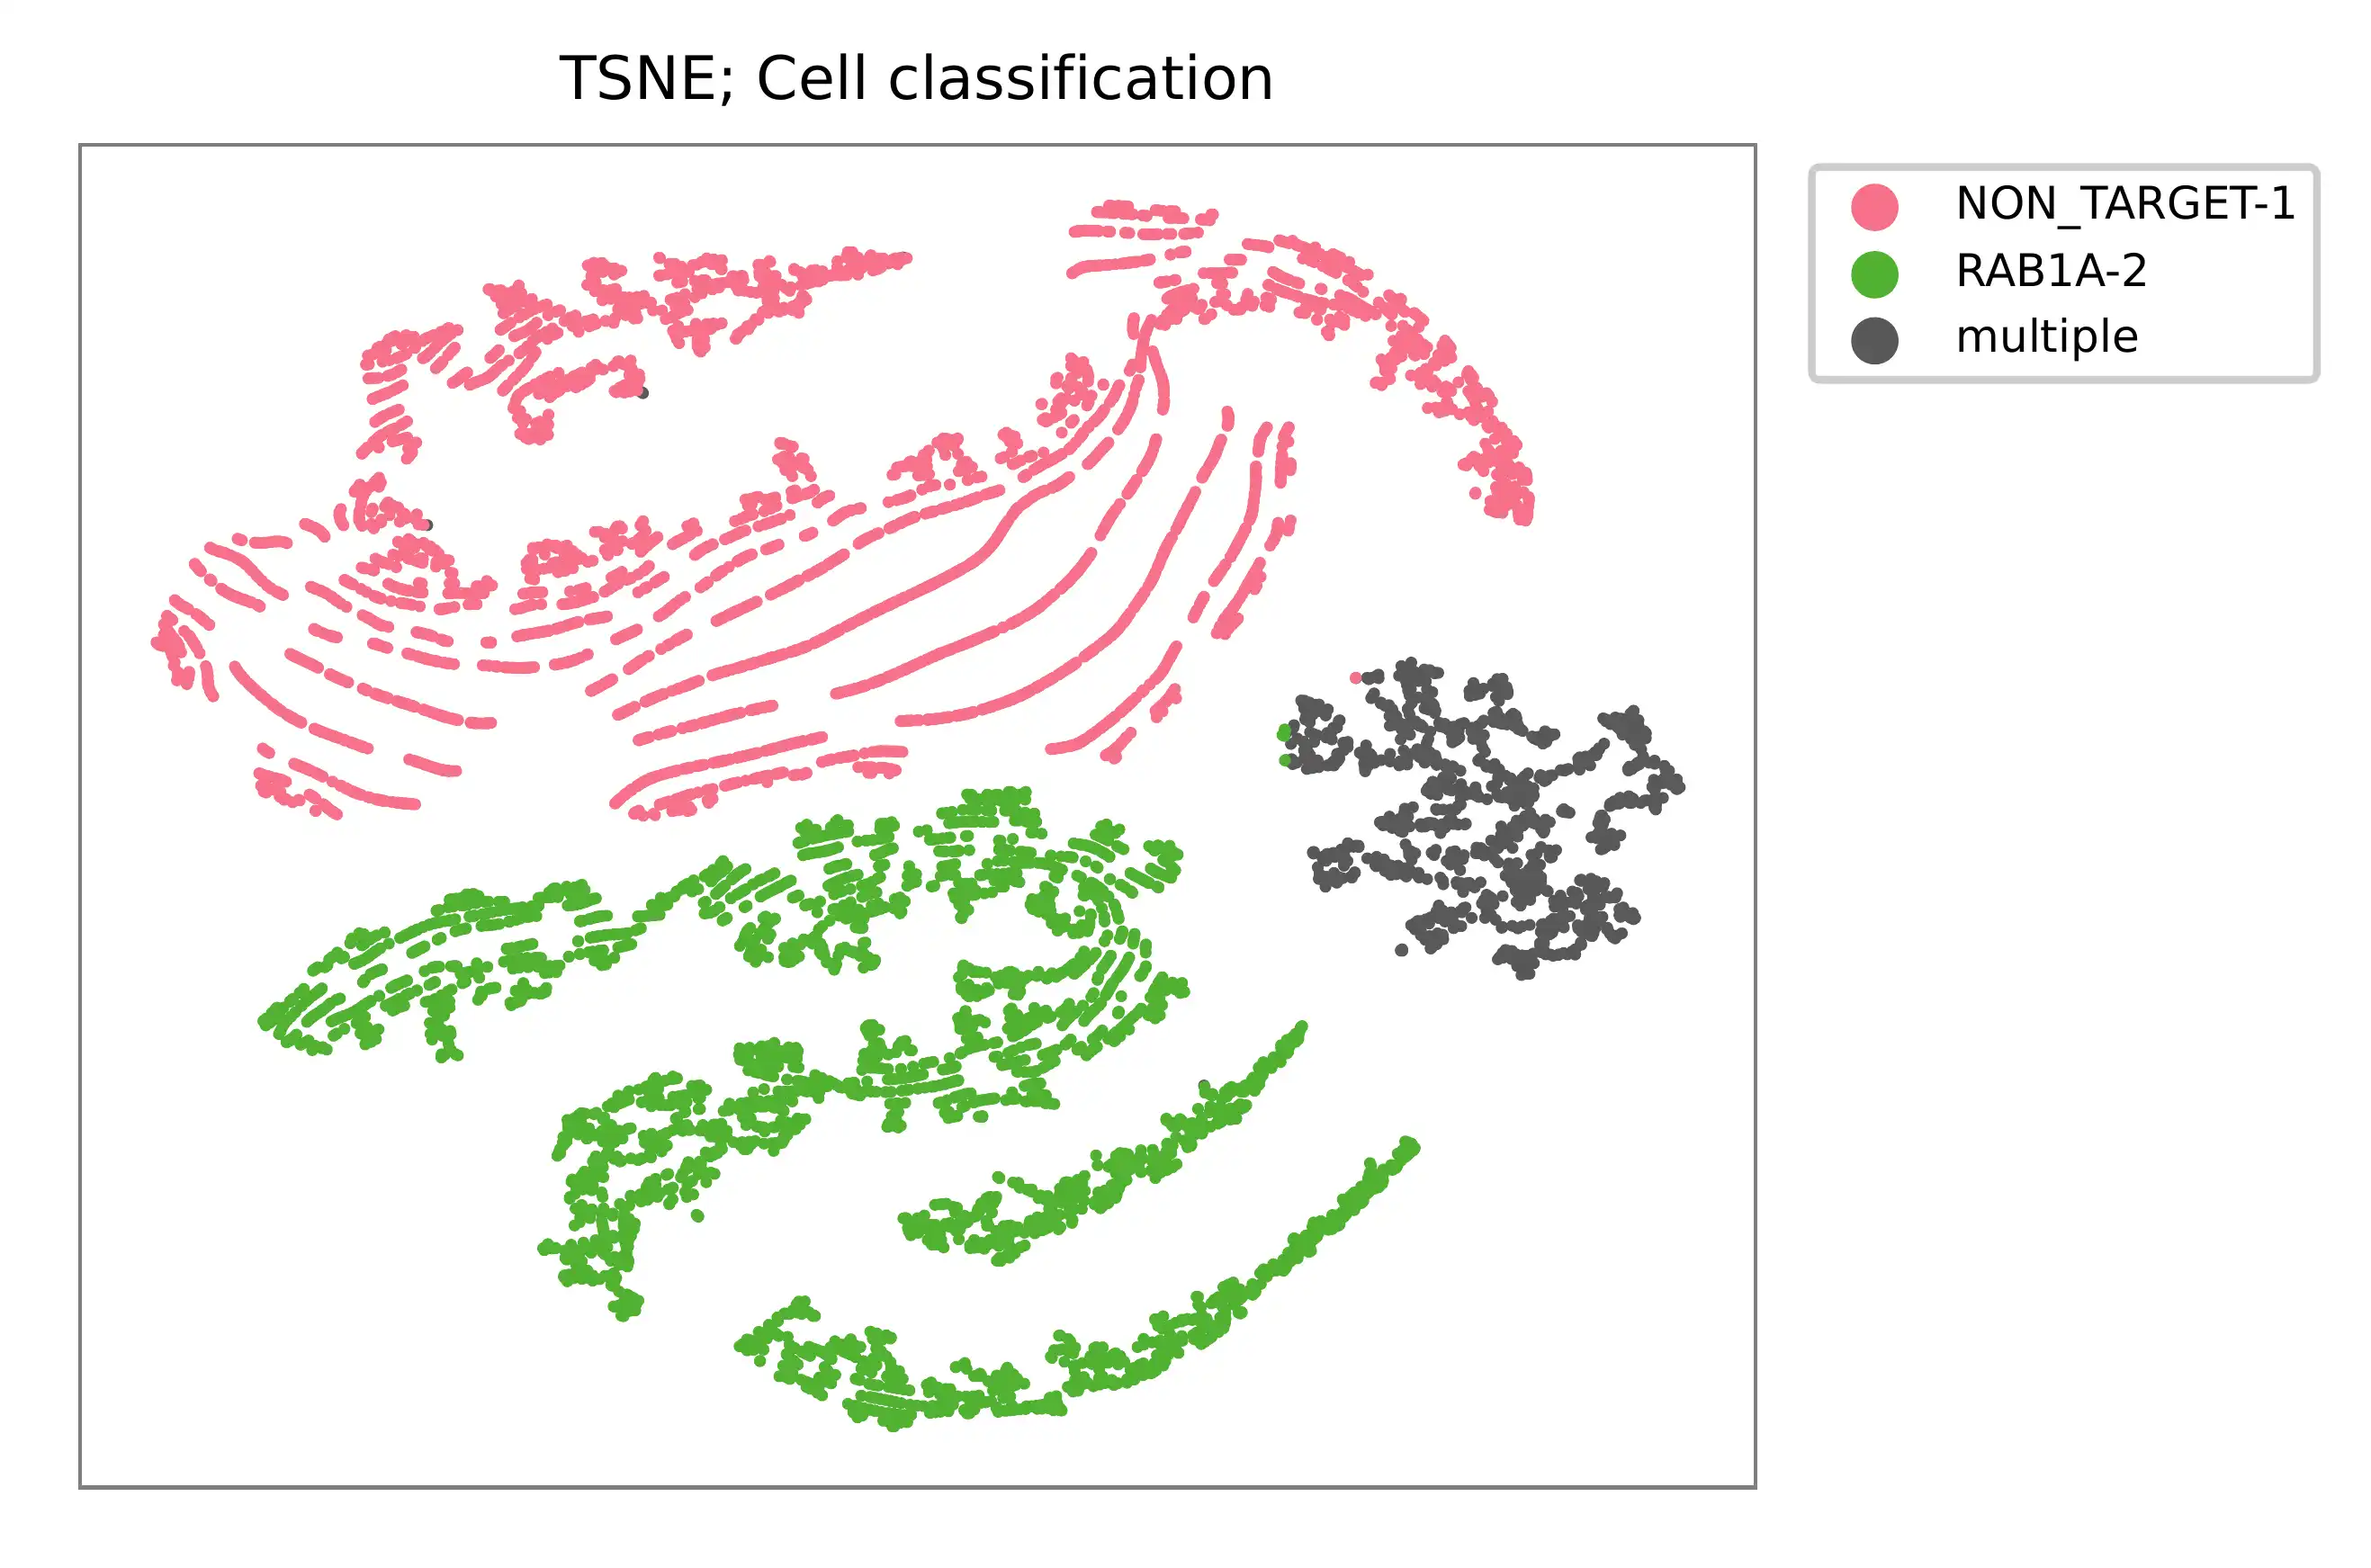 TSNE; Cell classification
NON_TARGET-1
RAB1A-2
multiple